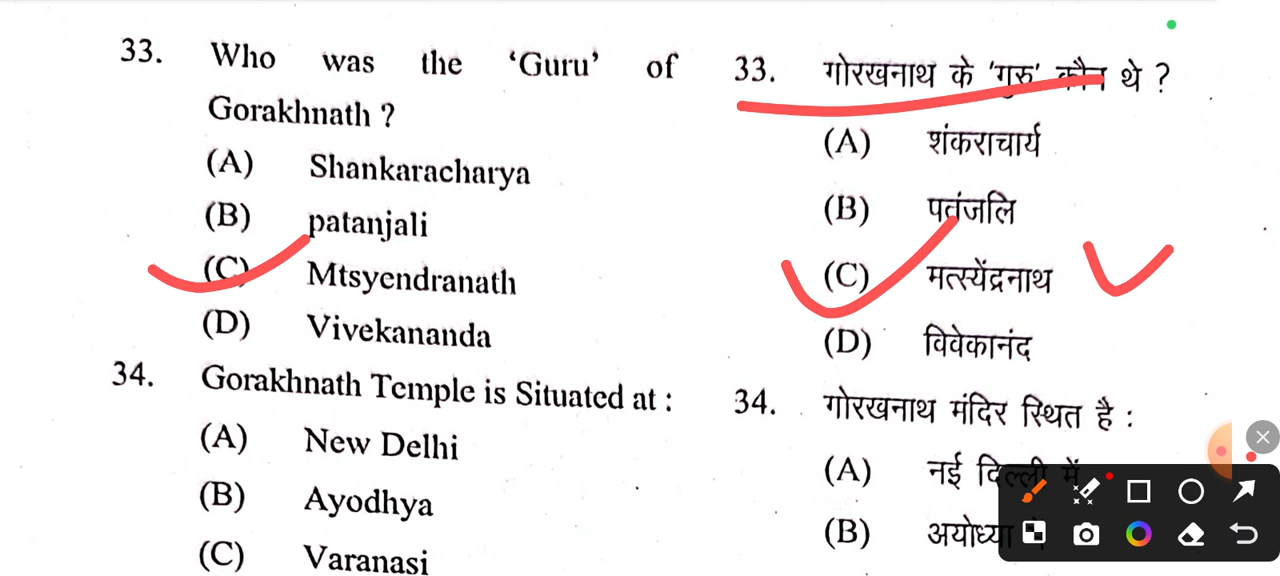 33. Who was the ‘Guru’ of
Gorakhnath ?
(A) Shankaracharya
(B) patanjali
(C) Mtsyendranath
(D) Vivekananda
34. Gorakhnath Temple is Situated at :
(A) New Delhi
(B) Ayodhya
(C) Varanasi
33. गोरखनाथ के ‘गुरु’ कौन थे ?
(A) शंकराचार्य
(B) पतंजलि
(C) मत्स्येंद्रनाथ
(D) विवेकानंद
34. गोरखनाथ मंदिर स्थित है :
(A) नई दिल्ली में
(B) अयोध्या